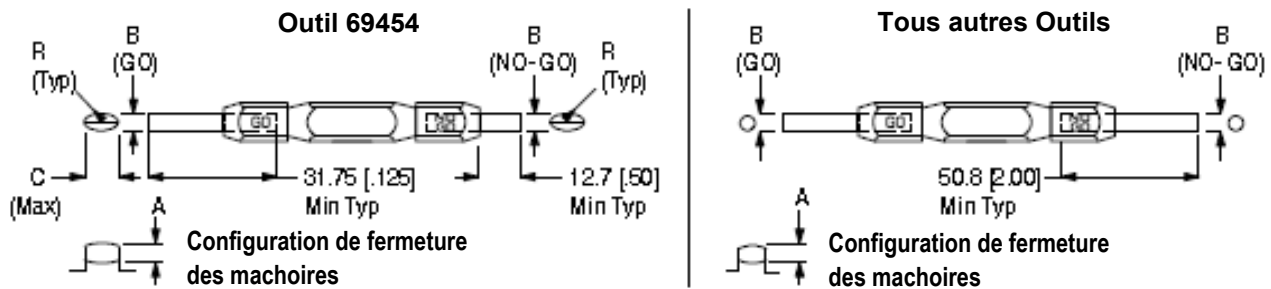 Outil 69454
R
(Typ)
B
(GO)
B
(NO-GO)
R
(Typ)
GO
C
(Max)
31.75 [.125]
Min Typ
12.7 [.50]
Min Typ
A
Configuration de fermeture
des machoires
Tous autres Outils
B
(GO)
B
(NO-GO)
GO
50.8 [2.00]
Min Typ
A
Configuration de fermeture
des machoires